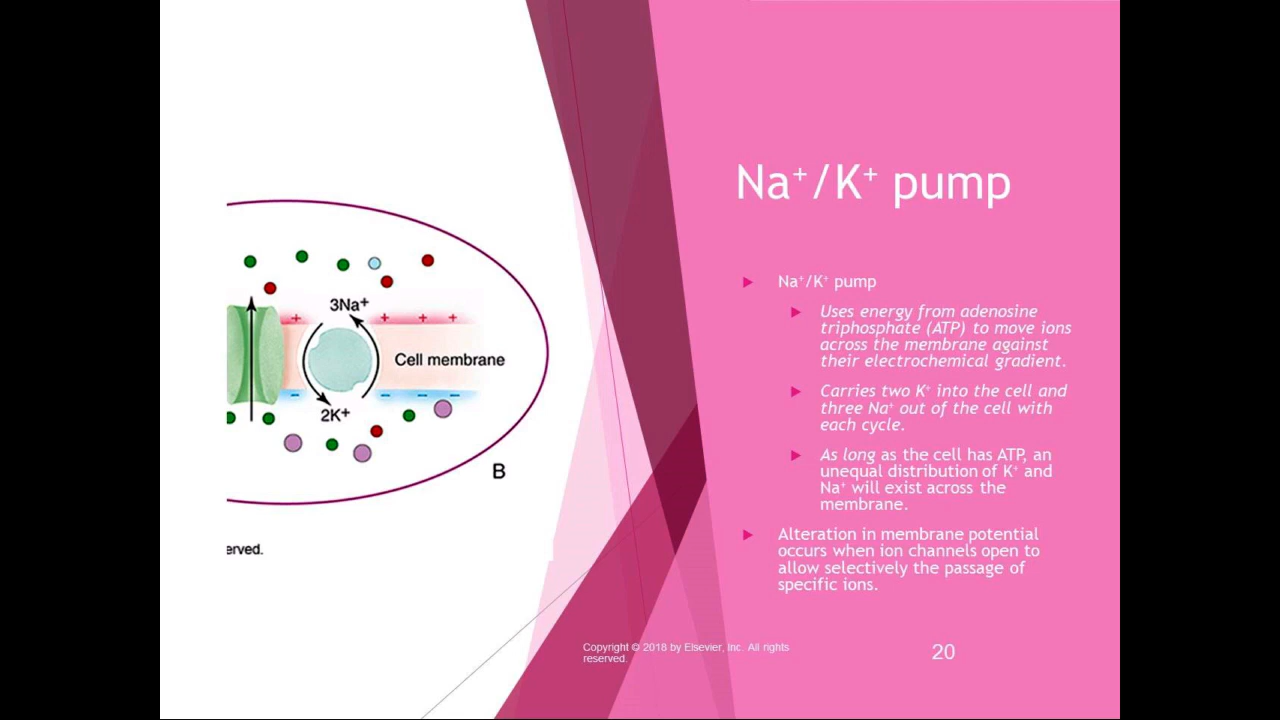 Na⁺/K⁺ pump
Na⁺/K⁺ pump
Uses energy from adenosine
triphosphate (ATP) to move ions
across the membrane against
their electrochemical gradient.
Carries two K⁺ into the cell and
three Na⁺ out of the cell with
each cycle.
As long as the cell has ATP, an
unequal distribution of K⁺ and
Na⁺ will exist across the
membrane.
Alteration in membrane potential
occurs when ion channels open to
allow selectively the passage of
specific ions.
3Na+
+ + + +
Cell membrane
− − − −
2K+
B
erved.
Copyright © 2018 by Elsevier, Inc. All rights
reserved.
20